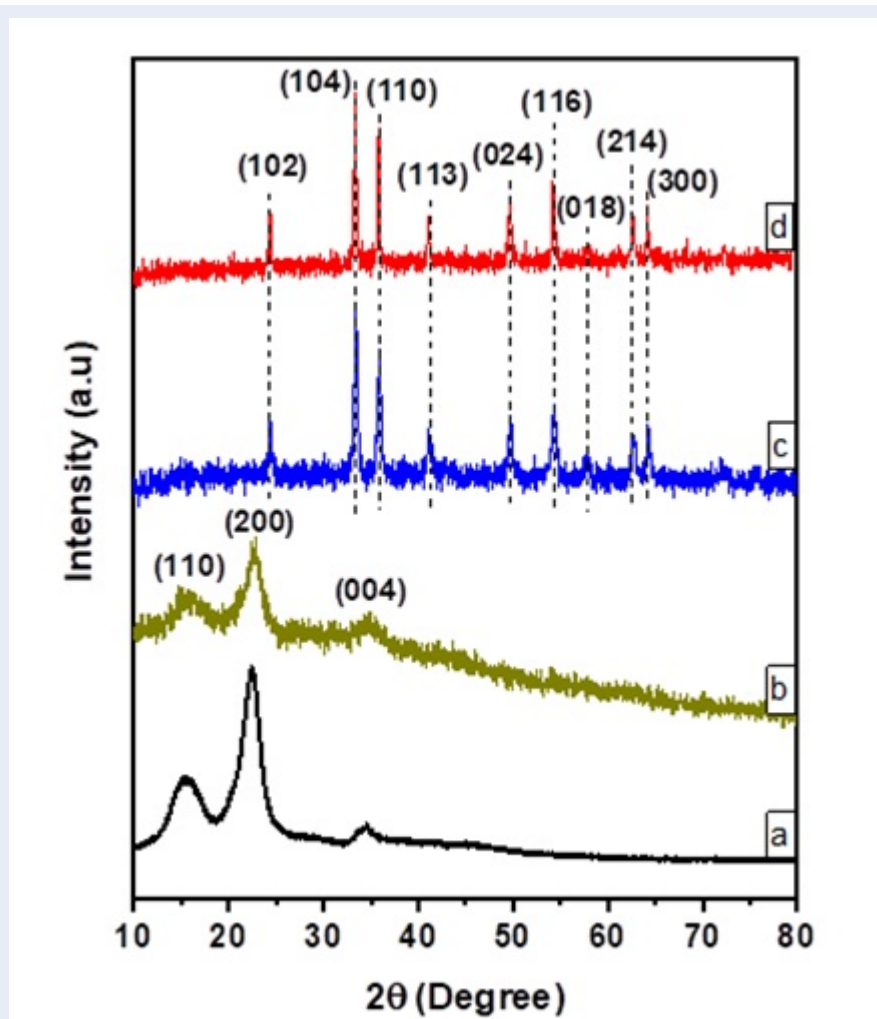 (104)
(110)
(116)
(102)
(113)
(024)
(214)
(018)
(300)
d
c
(200)
(110)
(004)
b
a
Intensity (a.u)
10 20 30 40 50 60 70 80
2θ (Degree)